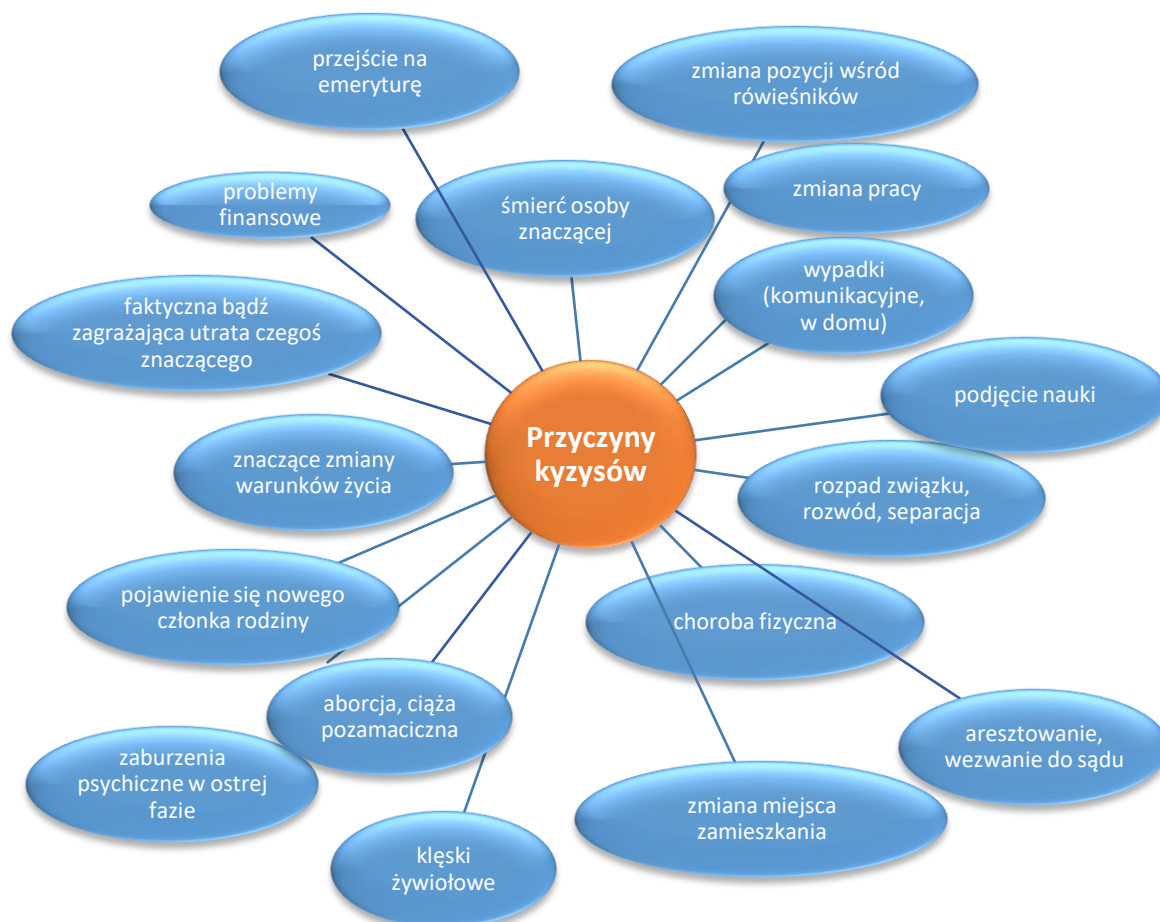 przejście na
emeryturę
zmiana pozycji wśród
rówieśników
problemy
finansowe
śmierć osoby
znaczącej
zmiana pracy
wypadki
(komunikacyjne,
w domu)
faktyczna bądź
zagrażająca utrata czegoś
znaczącego
podjęcie nauki
Przyczyny
kyzysów
znaczące zmiany
warunków życia
rozpad związku,
rozwód, separacja
pojawienie się nowego
członka rodziny
choroba fizyczna
aborcja, ciąża
pozamaciczna
aresztowanie,
wezwanie do sądu
zaburzenia
psychiczne w ostrej
fazie
zmiana miejsca
zamieszkania
klęski
żywiołowe